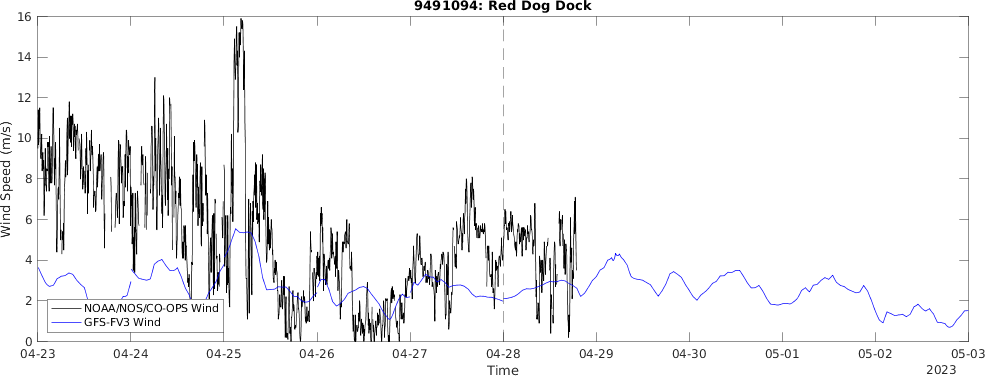 9491094: Red Dog Dock
Wind Speed (m/s)
16
14
12
10
8
6
4
2
0
NOAA/NOS/CO-OPS Wind
GFS-FV3 Wind
04-23 04-24 04-25 04-26 04-27 04-28 04-29 04-30 05-01 05-02 05-03
Time
2023